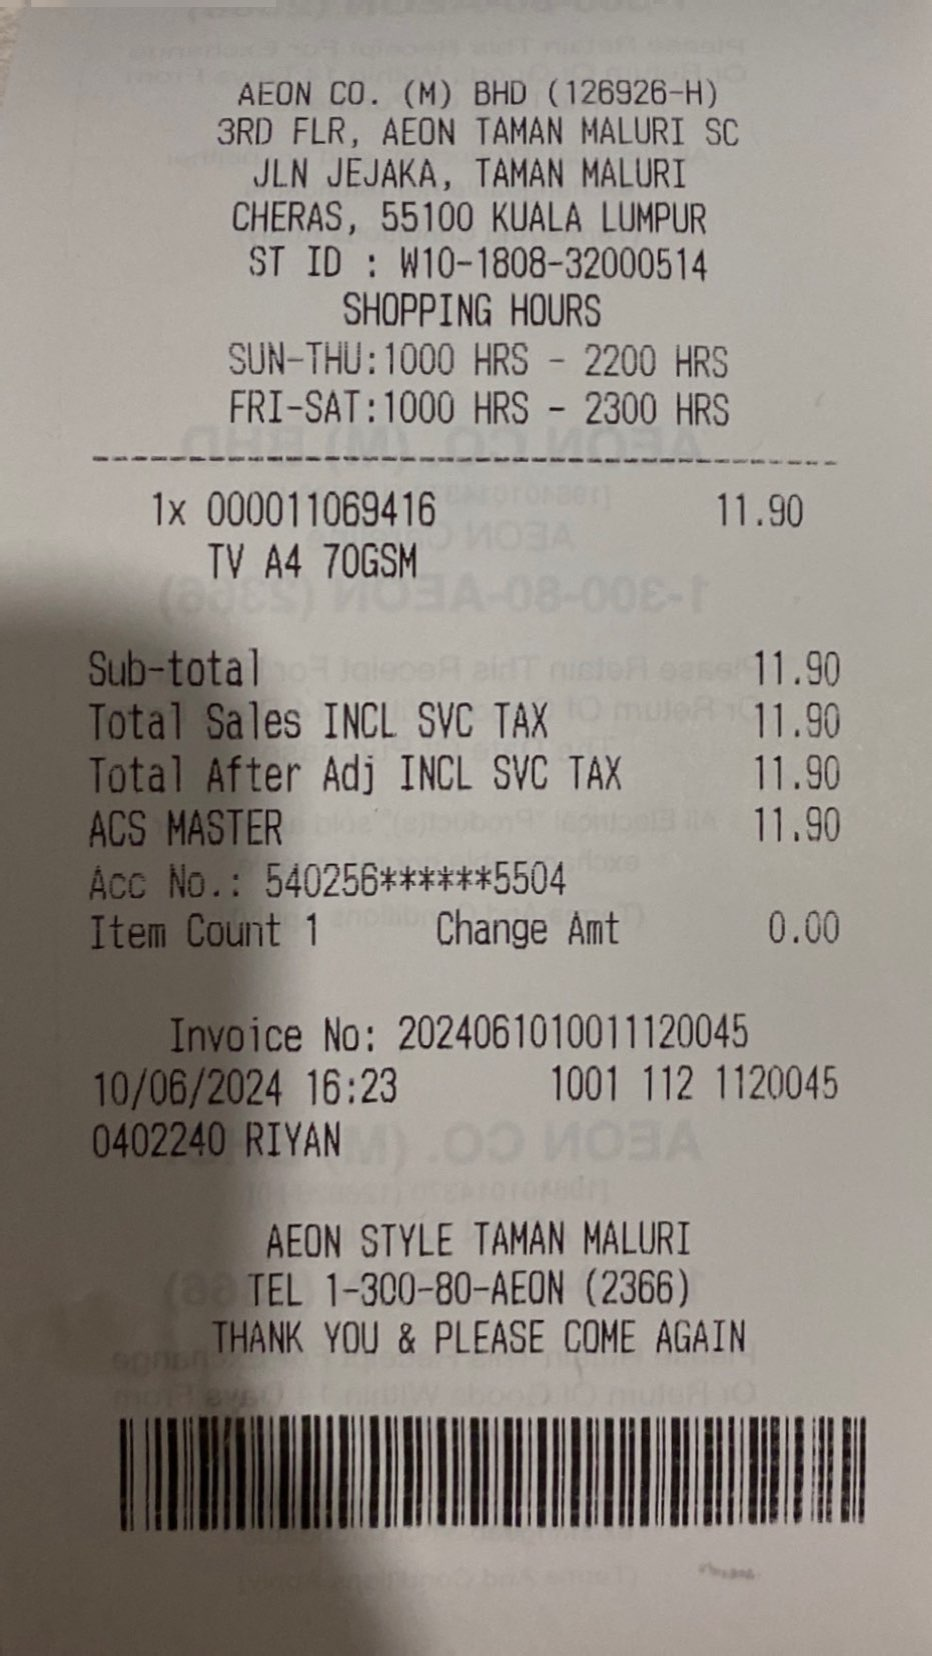 AEON CO. (M) BHD (126926-H)
3RD FLR, AEON TAMAN MALURI SC
JLN JEJAKA, TAMAN MALURI
CHERAS, 55100 KUALA LUMPUR
ST ID : W10-1808-32000514
SHOPPING HOURS
SUN-THU:1000 HRS - 2200 HRS
FRI-SAT:1000 HRS - 2300 HRS
1x 000011069416 11.90
TV A4 70GSM
Sub-total 11.90
Total Sales INCL SVC TAX 11.90
Total After Adj INCL SVC TAX 11.90
ACS MASTER 11.90
Acc No.: 540256******5504
Item Count 1 Change Amt 0.00
Invoice No: 2024061010011120045
10/06/2024 16:23 1001 112 1120045
0402240 RIYAN
AEON STYLE TAMAN MALURI
TEL 1-300-80-AEON (2366)
THANK YOU & PLEASE COME AGAIN